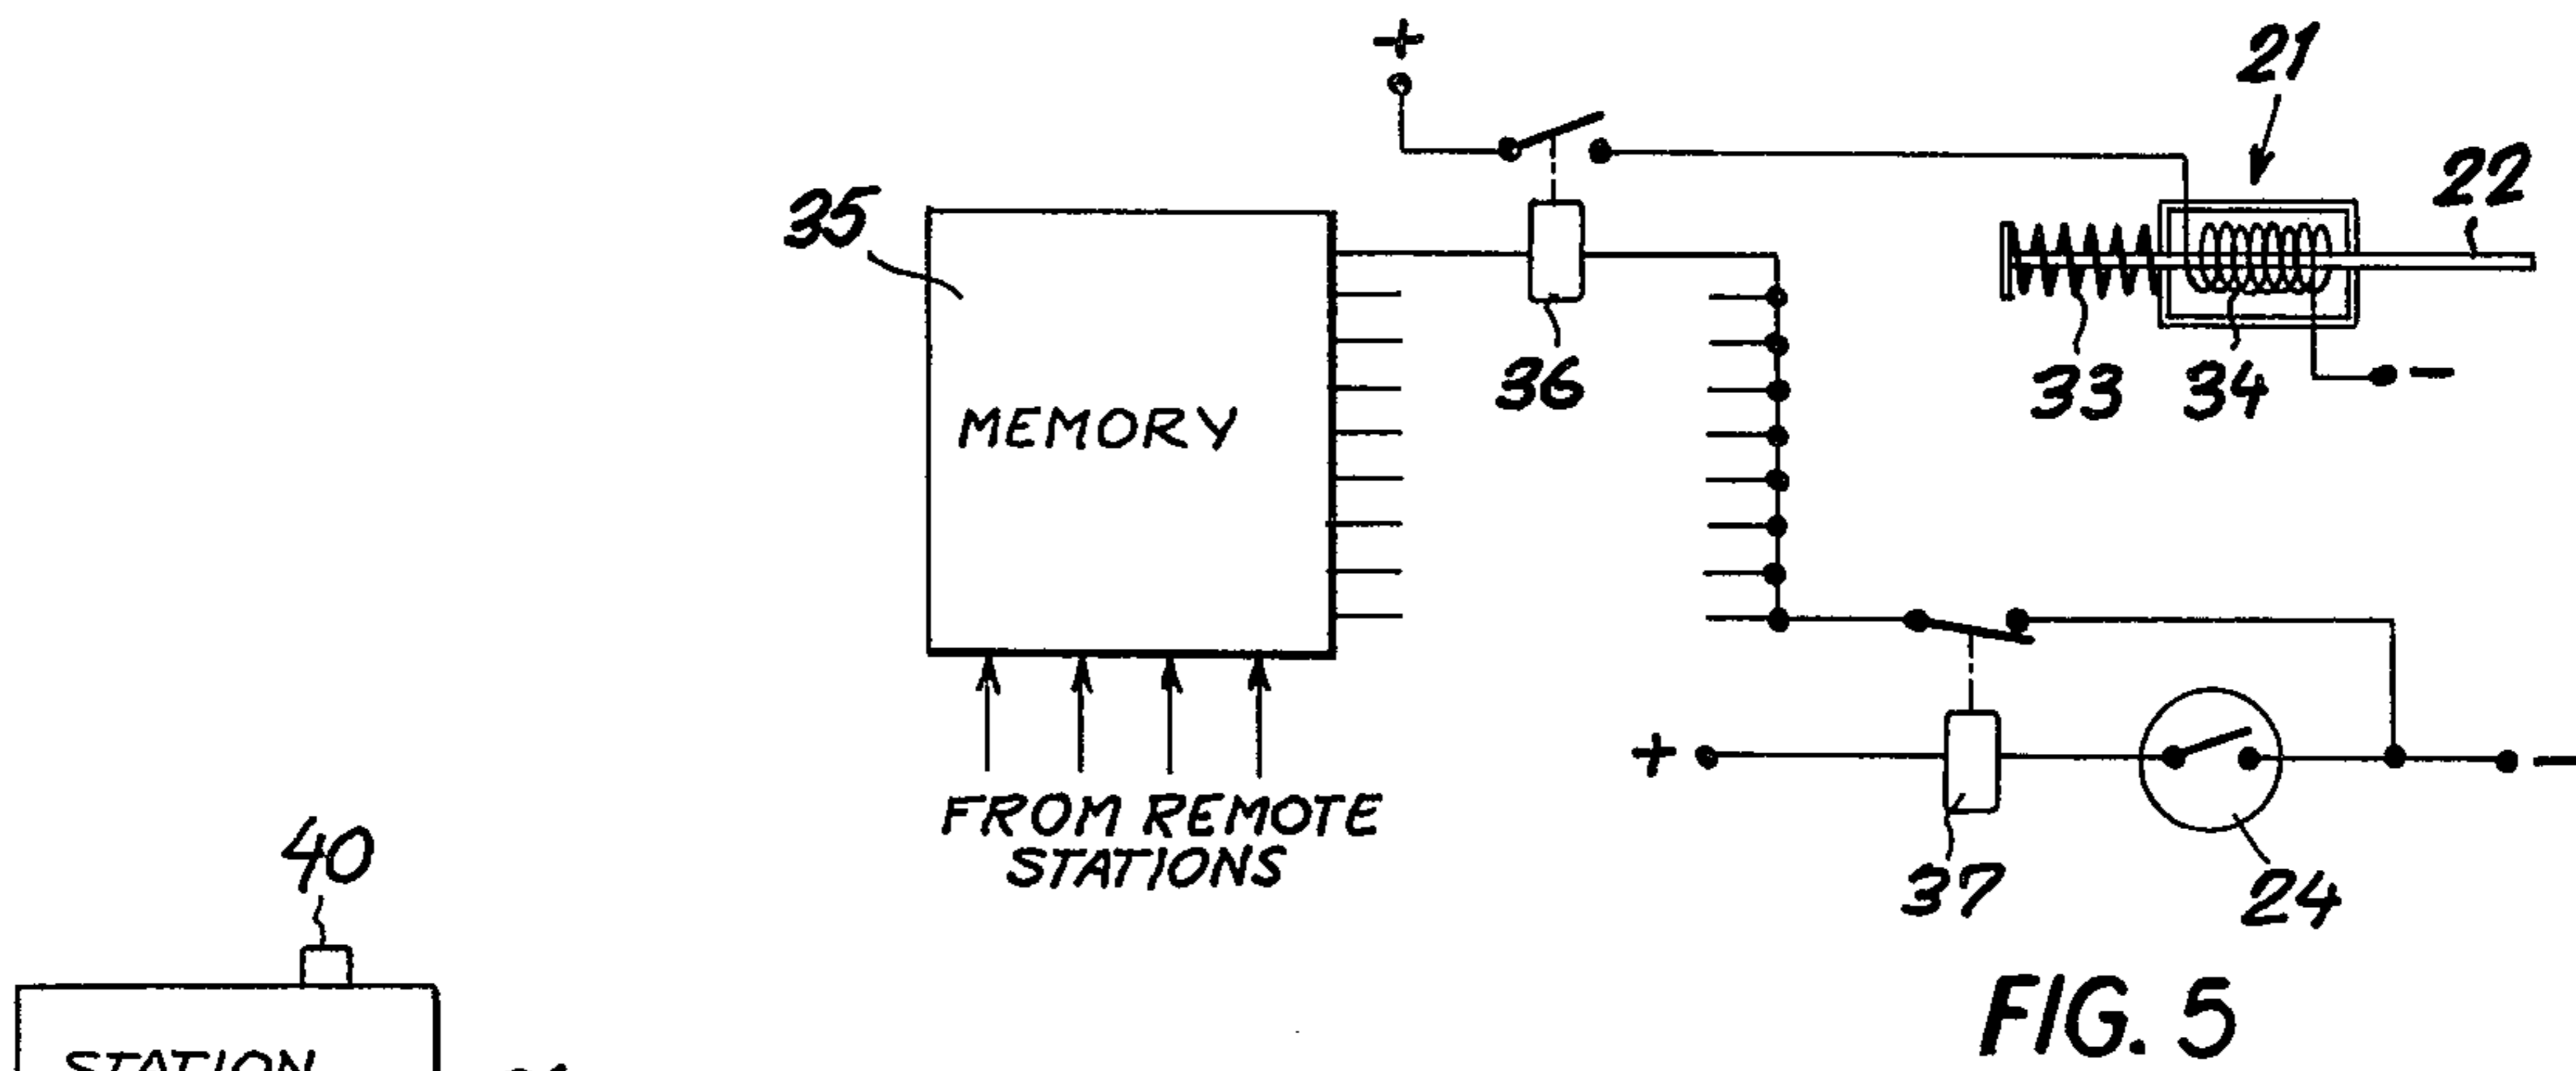 +
21
22
35
MEMORY
36
33
34
-
+
-
FROM REMOTE
STATIONS
37
24
40
FIG. 5
STATION